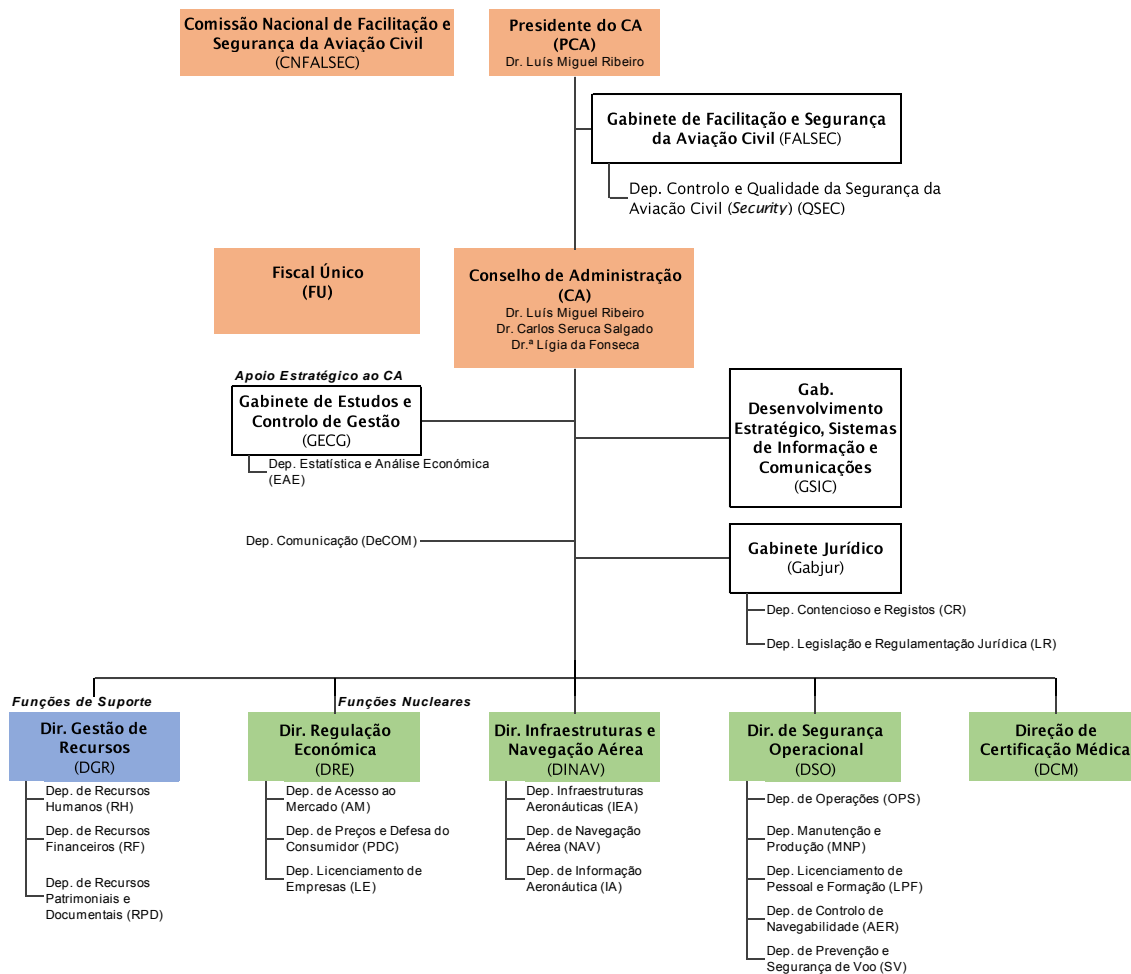 Comissão Nacional de Facilitação e
Segurança da Aviação Civil
(CNFALSEC)
Presidente do CA
(PCA)
Dr. Luís Miguel Ribeiro
Gabinete de Facilitação e Segurança
da Aviação Civil (FALSEC)
Dep. Controlo e Qualidade da Segurança da
Aviação Civil (Security) (QSEC)
Fiscal Único
(FU)
Conselho de Administração
(CA)
Dr. Luís Miguel Ribeiro
Dr. Carlos Seruca Salgado
Dr.ª Lígia da Fonseca
Apoio Estratégico ao CA
Gabinete de Estudos e
Controlo de Gestão
(GECG)
Dep. Estatística e Análise Económica
(EAE)
Gab.
Desenvolvimento
Estratégico, Sistemas
de Informação e
Comunicações
(GSIC)
Dep. Comunicação (DeCOM)
Gabinete Jurídico
(Gabjur)
Dep. Contencioso e Registos (CR)
Dep. Legislação e Regulamentação Jurídica (LR)
Funções de Suporte
Funções Nucleares
Dir. Gestão de
Recursos
(DGR)
Dep. de Recursos
Humanos (RH)
Dep. de Recursos
Financeiros (RF)
Dep. de Recursos
Patrimoniais e
Documentais (RPD)
Dir. Regulação
Económica
(DRE)
Dep. de Acesso ao
Mercado (AM)
Dep. de Preços e Defesa do
Consumidor (PDC)
Dep. Licenciamento de
Empresas (LE)
Dir. Infraestruturas e
Navegação Aérea
(DINAV)
Dep. Infraestruturas
Aeronáuticas (IEA)
Dep. de Navegação
Aérea (NAV)
Dep. de Informação
Aeronáutica (IA)
Dir. de Segurança
Operacional
(DSO)
Dep. de Operações (OPS)
Dep. Manutenção e
Produção (MNP)
Dep. Licenciamento de
Pessoal e Formação (LPF)
Dep. de Controlo de
Navegabilidade (AER)
Dep. de Prevenção e
Segurança de Voo (SV)
Direção de
Certificação Médica
(DCM)